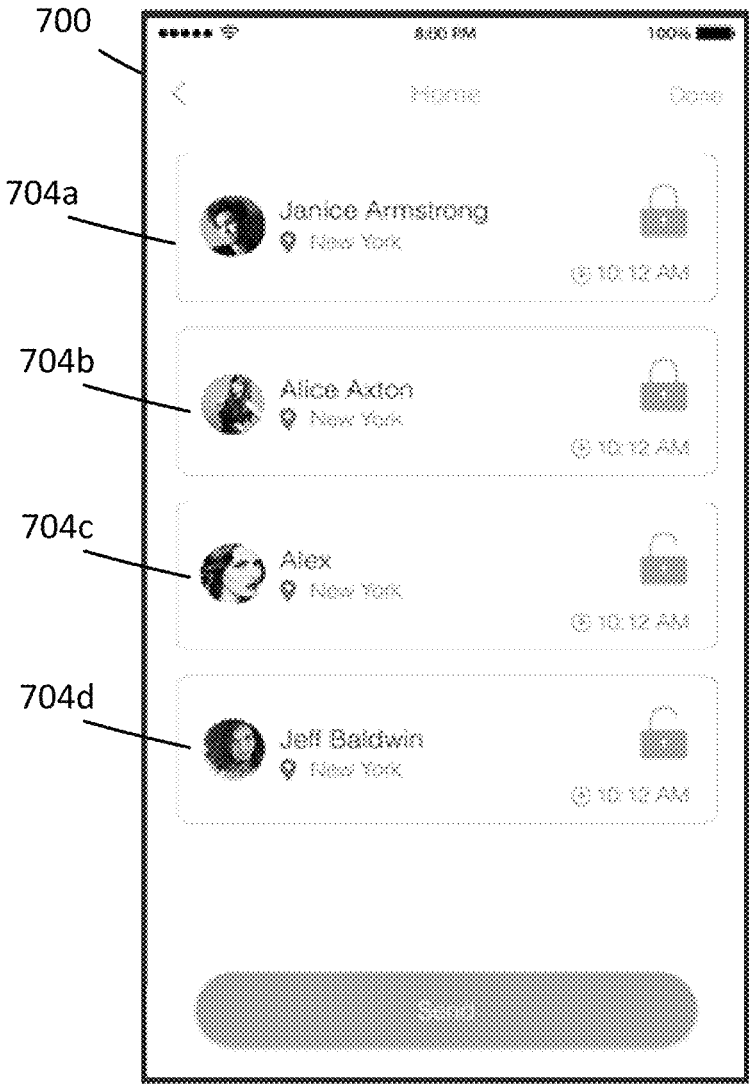 700
8:00 PM 100%
Home Done
704a
Janice Armstrong
New York
10:12 AM
704b
Alice Axton
New York
10:12 AM
704c
Alex
New York
10:12 AM
704d
Jeff Baldwin
New York
10:12 AM
Send